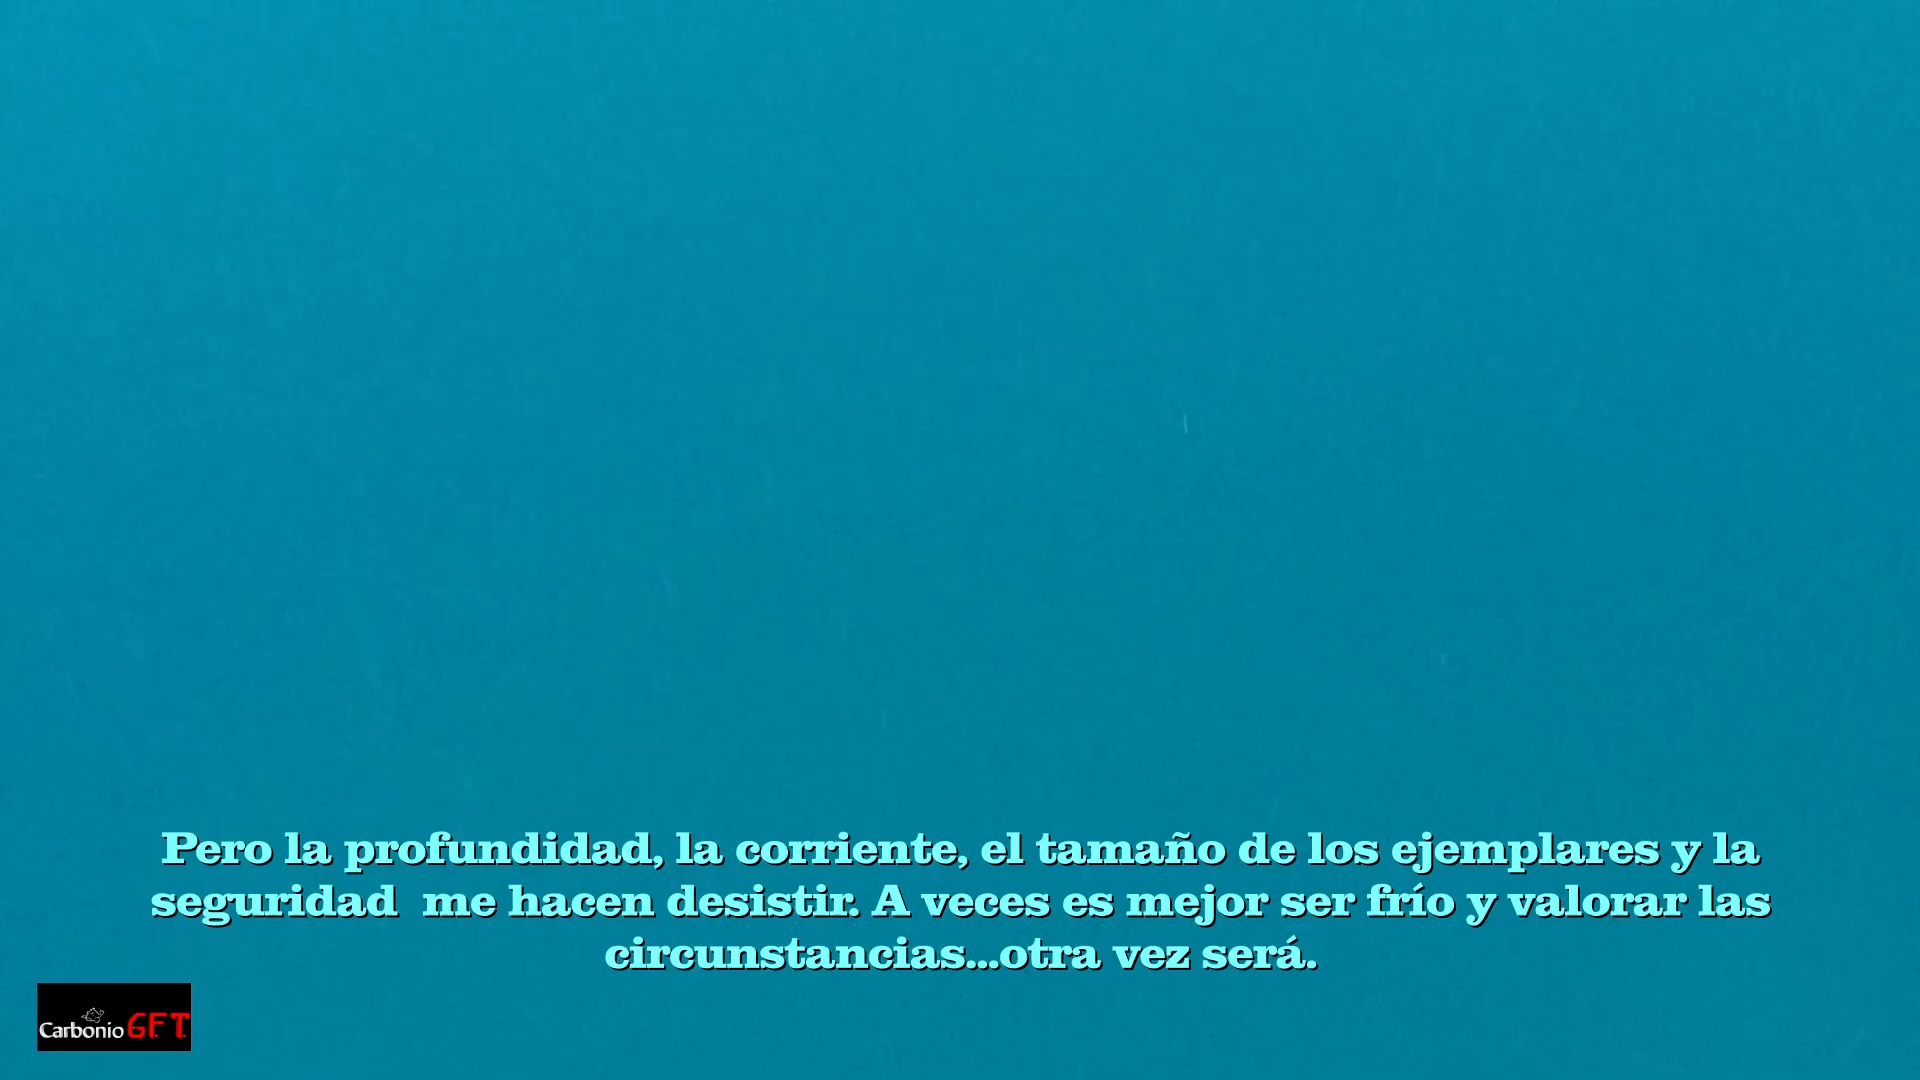 Pero la profundidad, la corriente, el tamaño de los ejemplares y la
seguridad  me hacen desistir. A veces es mejor ser frío y valorar las
circunstancias...otra vez será.
Carbonio G.F.T.